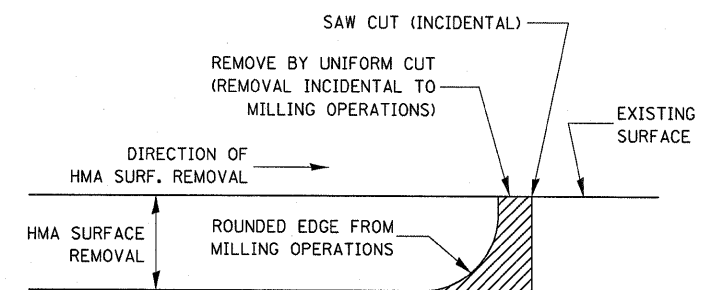 SAW CUT (INCIDENTAL)
REMOVE BY UNIFORM CUT
(REMOVAL INCIDENTAL TO
MILLING OPERATIONS)
EXISTING
SURFACE
DIRECTION OF
HMA SURF. REMOVAL
HMA SURFACE
REMOVAL
ROUNDED EDGE FROM
MILLING OPERATIONS